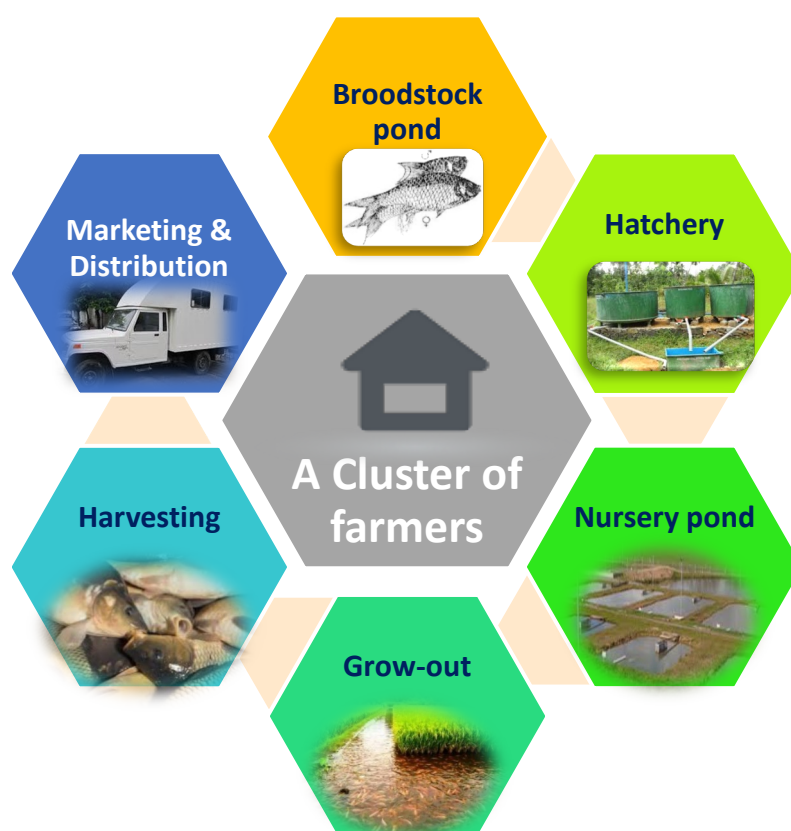 Broodstock
pond
Hatchery
Nursery pond
Grow-out
Harvesting
Marketing &
Distribution
A Cluster of
farmers